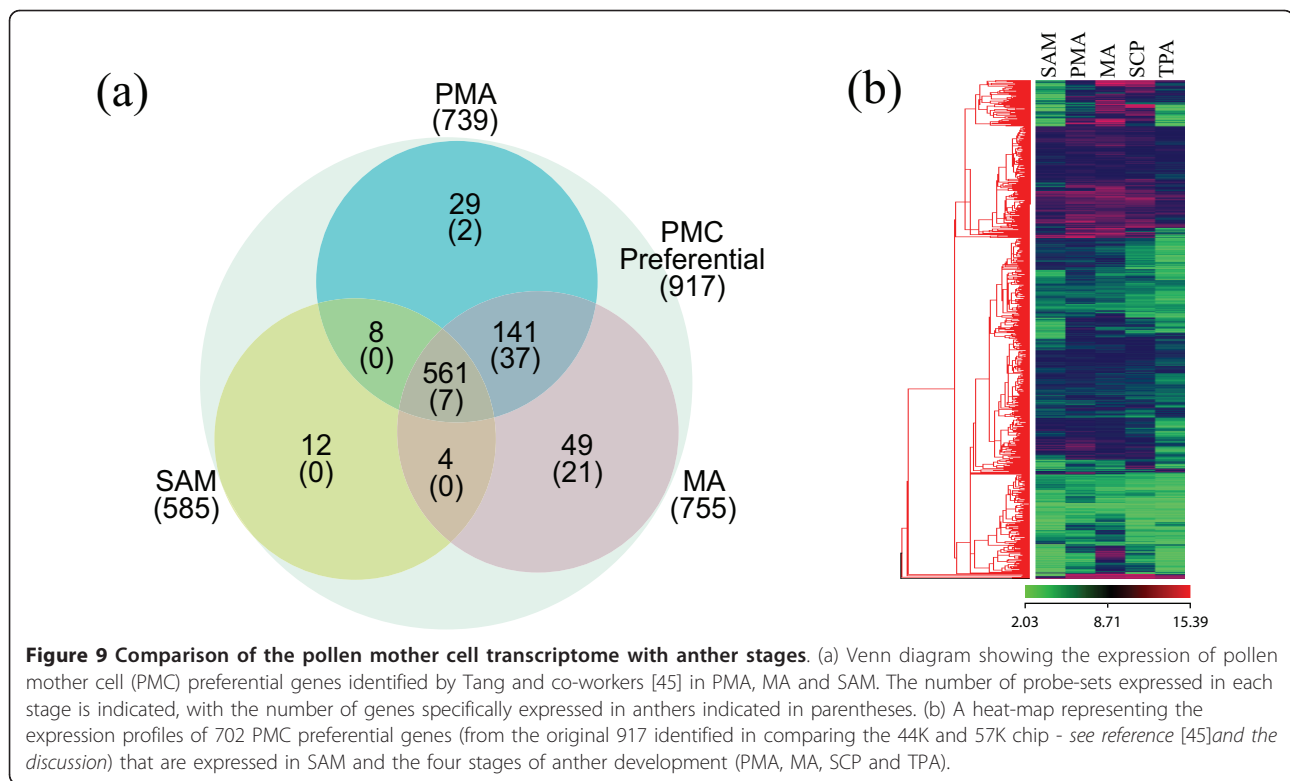 (a)
PMA
(739)
29
(2)
PMC
Preferential
(917)
8
(0)
141
(37)
561
(7)
12
(0)
4
(0)
49
(21)
SAM
(585)
MA
(755)
(b)
SAM
PMA
MA
SCP
TPA
2.03 8.71 15.39
Figure 9 Comparison of the pollen mother cell transcriptome with anther stages. (a) Venn diagram showing the expression of pollen
mother cell (PMC) preferential genes identified by Tang and co-workers [45] in PMA, MA and SAM. The number of probe-sets expressed in each
stage is indicated, with the number of genes specifically expressed in anthers indicated in parentheses. (b) A heat-map representing the
expression profiles of 702 PMC preferential genes (from the original 917 identified in comparing the 44K and 57K chip - see reference [45]and the
discussion) that are expressed in SAM and the four stages of anther development (PMA, MA, SCP and TPA).